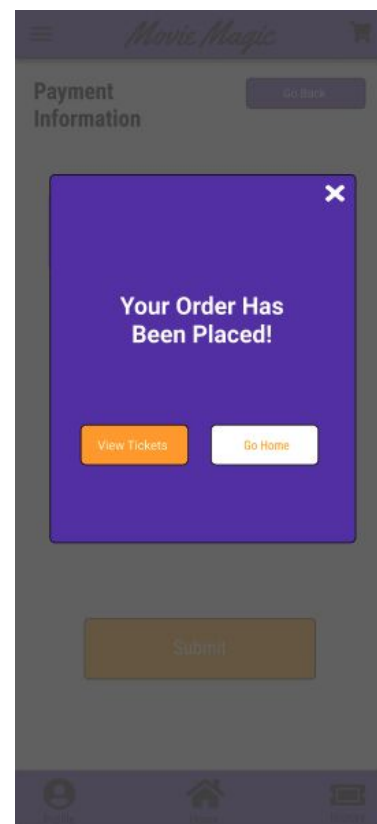 Movie Magic
Payment
Information
Go Back
Your Order Has
Been Placed!
View Tickets
Go Home
Submit